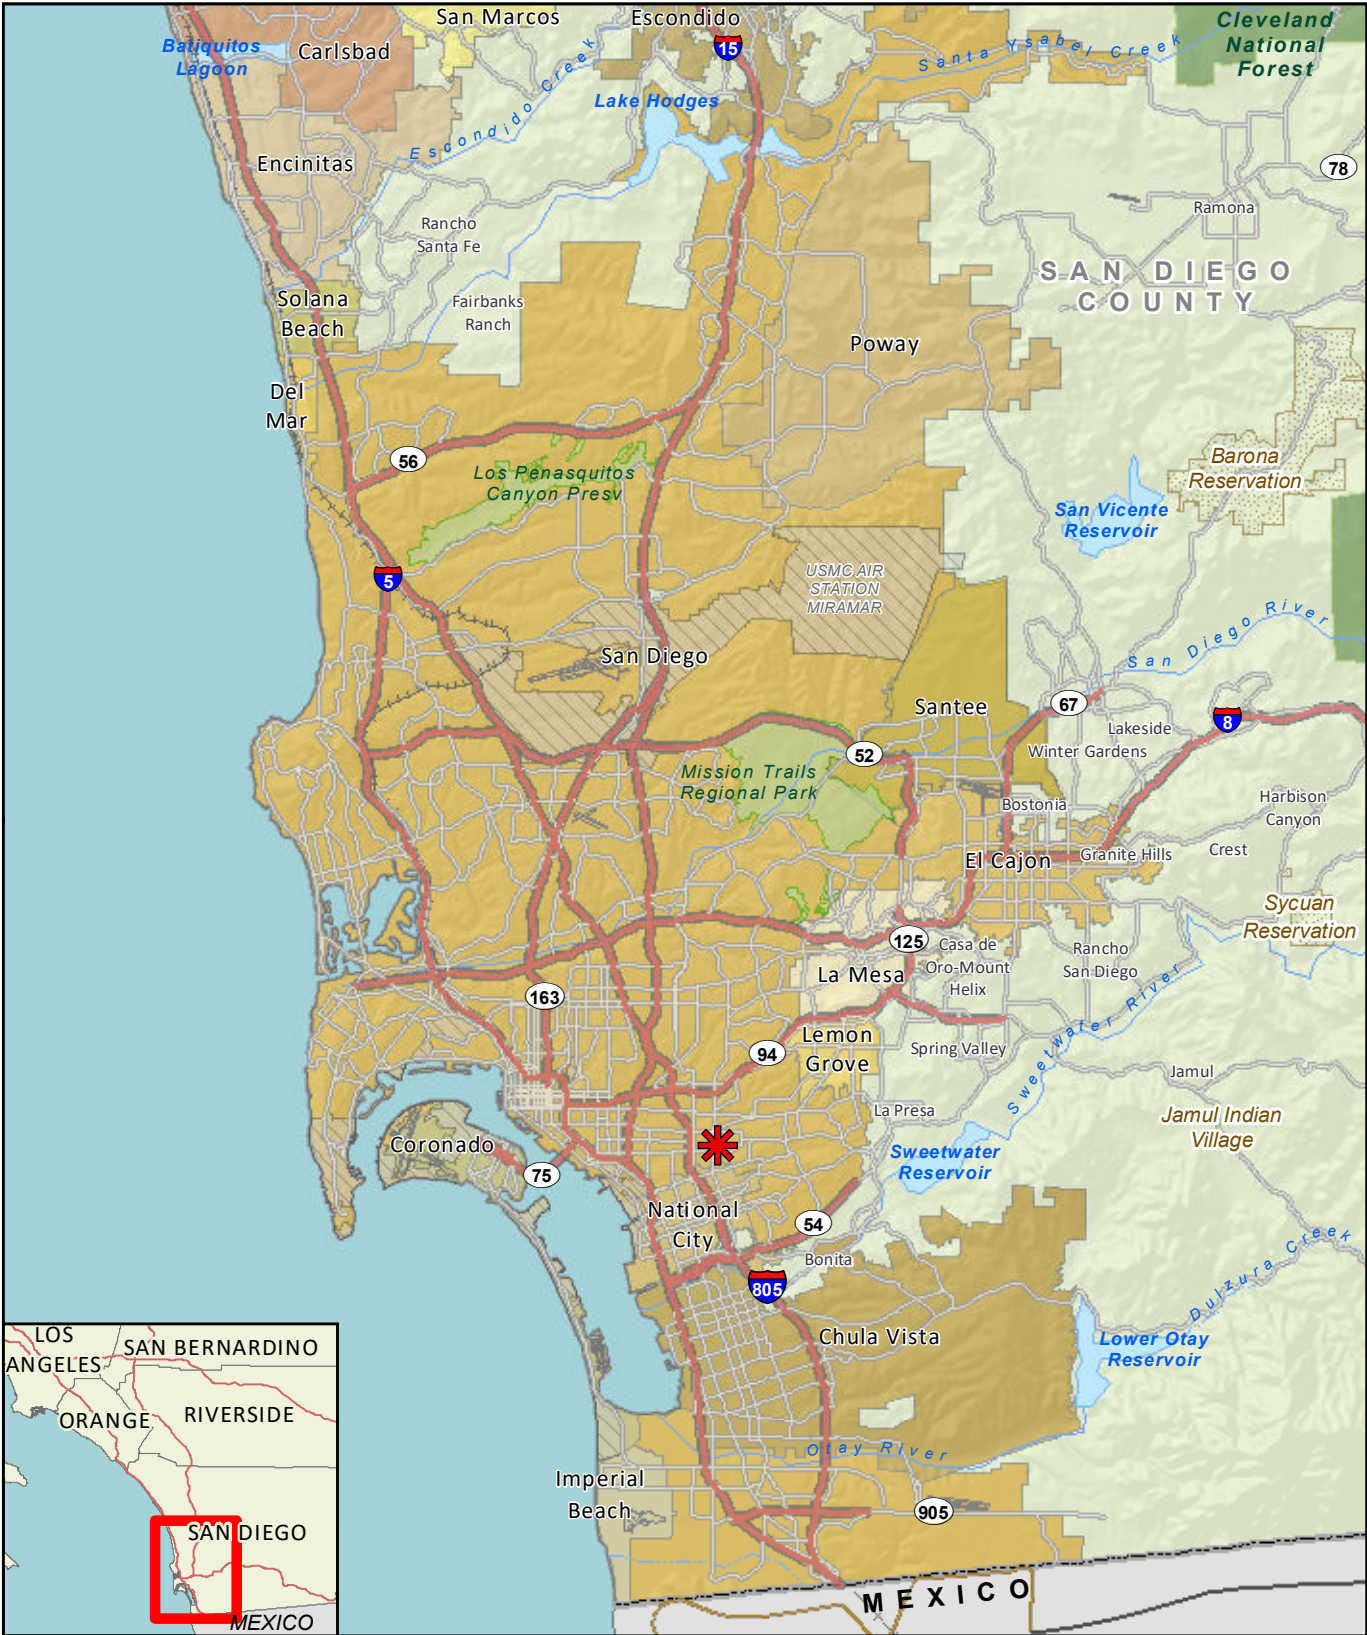 San Marcos
Escondido
15
Cleveland
National
Forest
Batiquitos
Lagoon
Carlsbad
Escondido Creek
Santa Ysabel Creek
Lake Hodges
Encinitas
78
Ramona
Rancho
Santa Fe
SAN DIEGO
COUNTY
Solana
Beach
Fairbanks
Ranch
Poway
Del
Mar
56
Los Penasquitos
Canyon Presv
Barona
Reservation
San Vicente
Reservoir
5
USMC AIR
STATION
MIRAMAR
San Diego River
San Diego
Santee
67
8
Lakeside
Winter Gardens
52
Mission Trails
Regional Park
Bostonia
Harbison
Canyon
El Cajon
Granite Hills
Crest
Sycuan
Reservation
125
Casa de
Oro-Mount
Helix
Rancho
San Diego
La Mesa
163
Sweetwater River
Lemon
Grove
94
Spring Valley
Jamul
La Presa
Jamul Indian
Village
Coronado
75
Sweetwater
Reservoir
National
City
54
Bonita
805
Dulzura Creek
Chula Vista
Lower Otay
Reservoir
Otay River
Imperial
Beach
905
MEXICO
LOS
ANGELES
SAN BERNARDINO
ORANGE
RIVERSIDE
SAN DIEGO
MEXICO